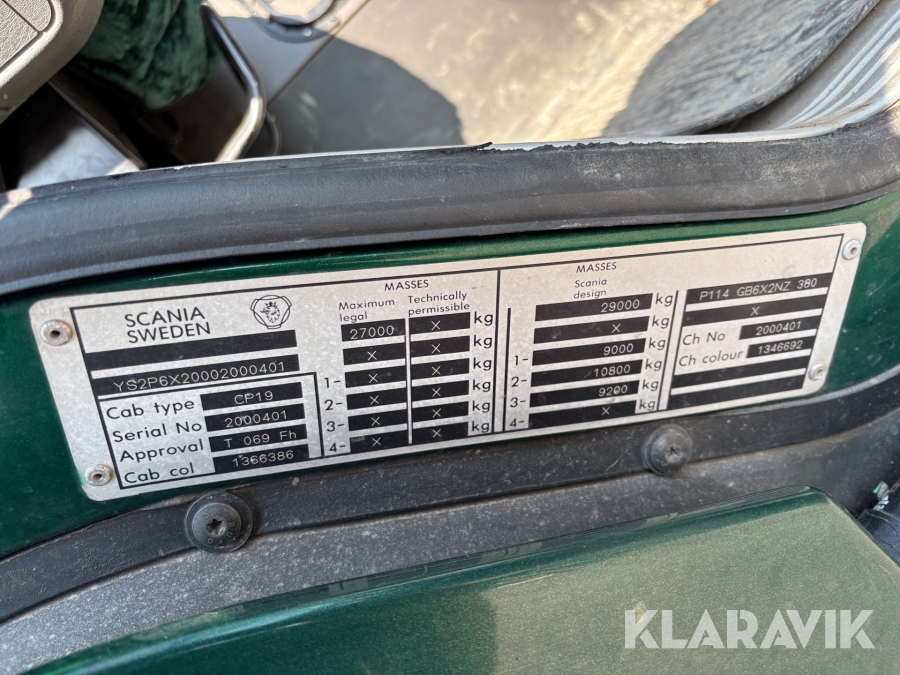 SCANIA
SWEDEN
YS2P6X20002000401
Cab type CP19
Serial No 2000401
Approval T 069 Fh
Cab col 1366386
MASSES
Maximum legal
Technically permissible
27000 X kg
X X kg
1- X X kg
2- X X kg
3- X X kg
4- X X kg
MASSES
Scania design
29000 kg
X kg
1- 9000 kg
2- 10800 kg
3- 9200 kg
4- X kg
P114 GB6X2NZ 380
X
Ch No 2000401
Ch colour 1346692
KLARAVIK